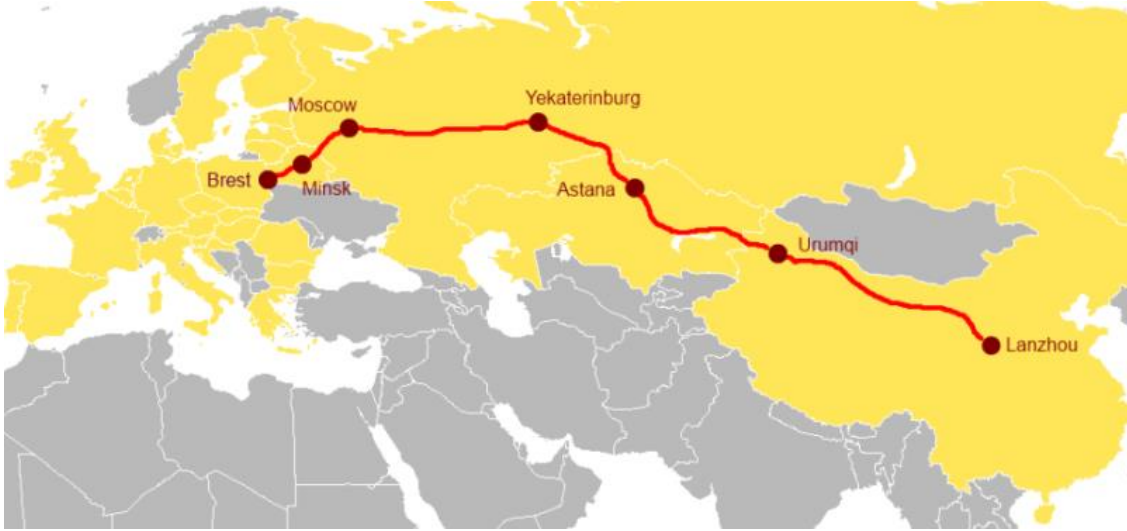 Moscow
Yekaterinburg
Brest
Minsk
Astana
Urumqi
Lanzhou